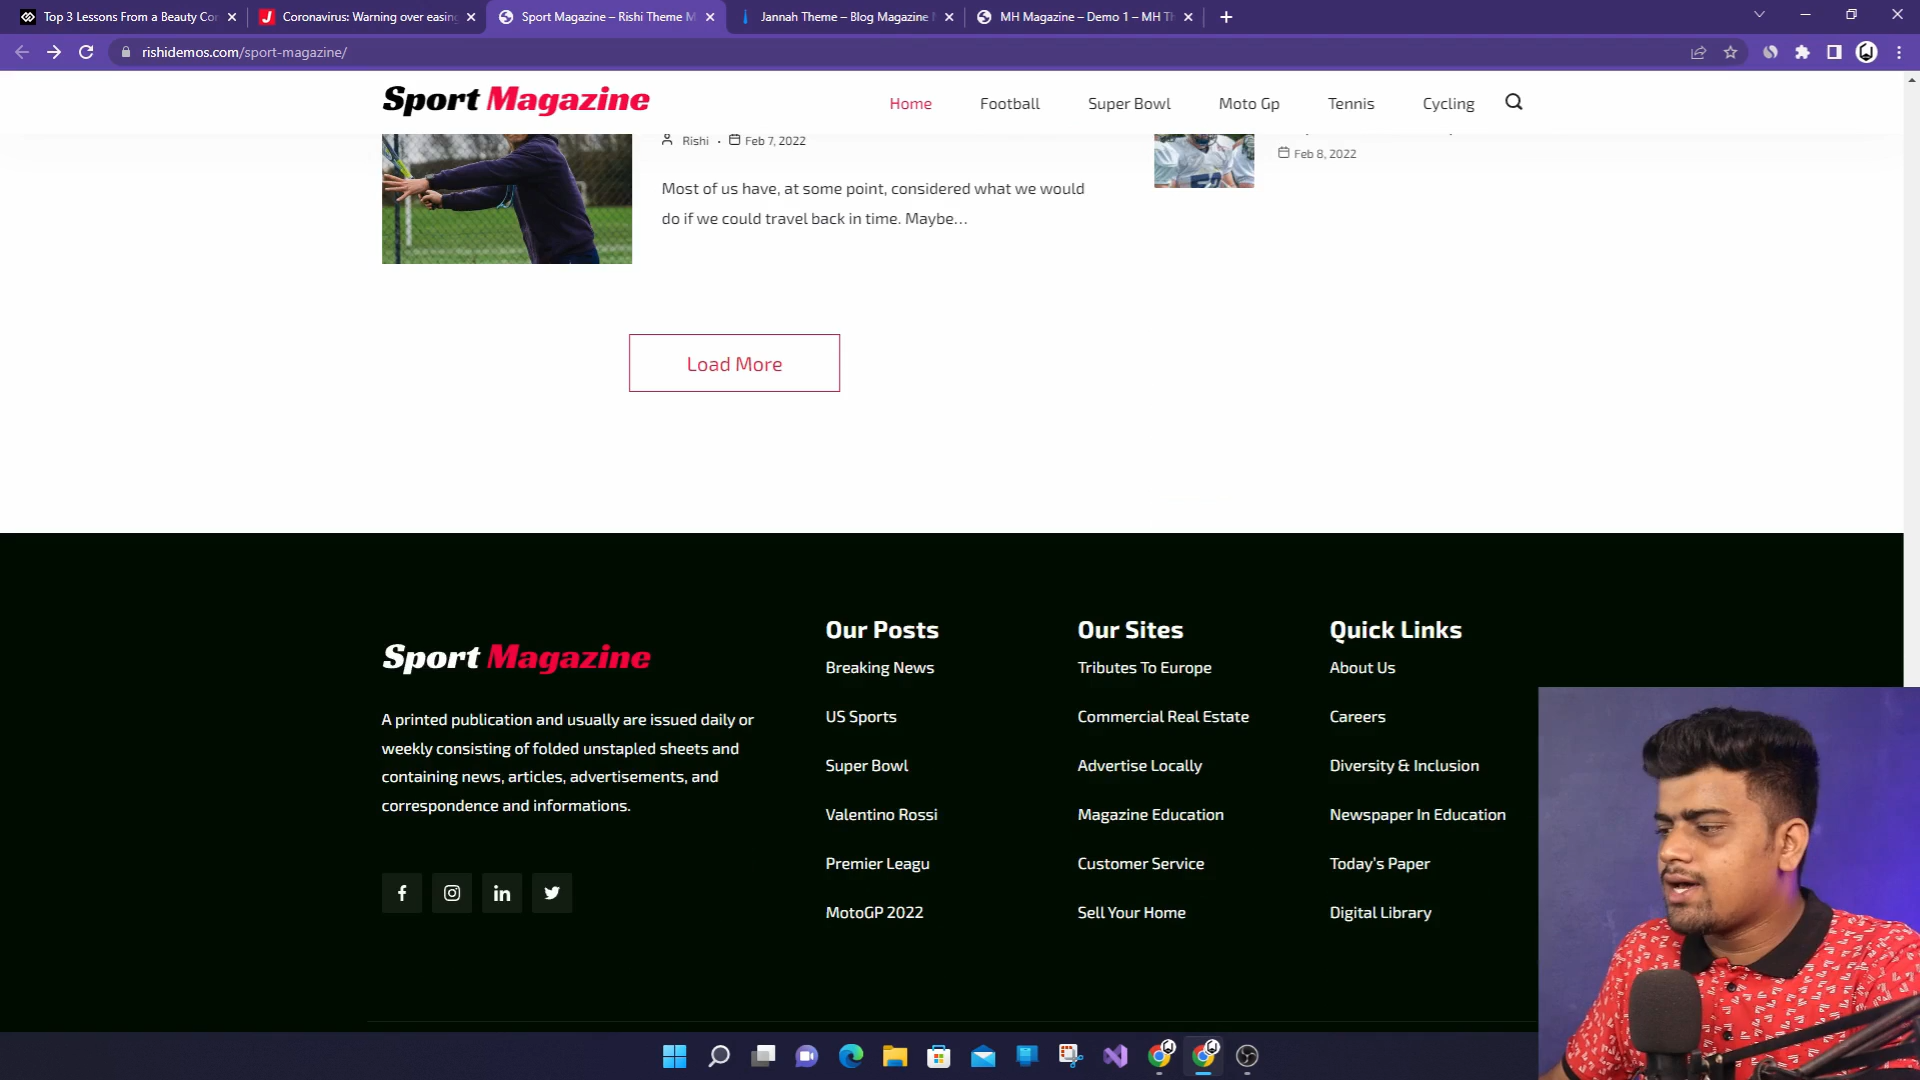 Top 3 Lessons From a Beauty Cor
Coronavirus: Warning over easing
Sport Magazine – Rishi Theme M
Jannah Theme – Blog Magazine
MH Magazine – Demo 1 – MH Th
rishidemos.com/sport-magazine/
Sport Magazine
Home
Football
Super Bowl
Moto Gp
Tennis
Cycling
Rishi
Feb 7, 2022
Feb 8, 2022
Most of us have, at some point, considered what we would
do if we could travel back in time. Maybe…
Load More
Sport Magazine
A printed publication and usually are issued daily or
weekly consisting of folded unstapled sheets and
containing news, articles, advertisements, and
correspondence and informations.
Our Posts
Breaking News
US Sports
Super Bowl
Valentino Rossi
Premier Leagu
MotoGP 2022
Our Sites
Tributes To Europe
Commercial Real Estate
Advertise Locally
Magazine Education
Customer Service
Sell Your Home
Quick Links
About Us
Careers
Diversity & Inclusion
Newspaper In Education
Today's Paper
Digital Library